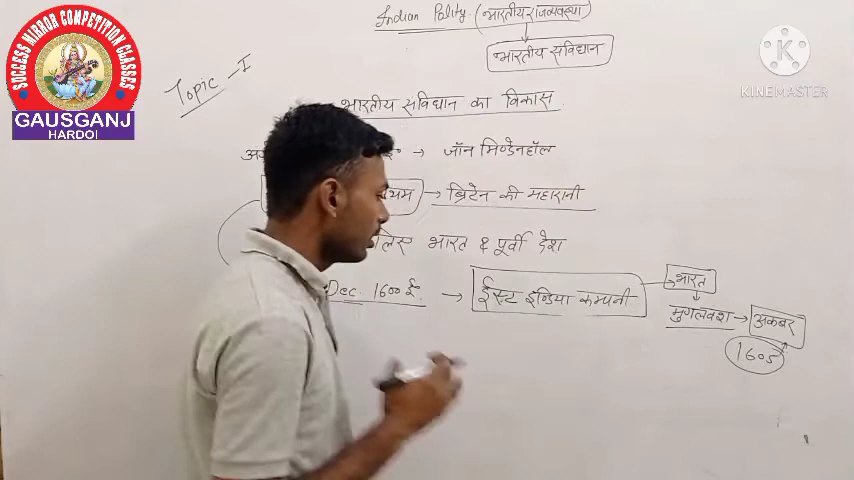 SUCCESS MIRROR COMPETITION CLASSES
GAUSGANJ
HARDOI
KINEMASTER
Indian Polity (भारतीय राजव्यवस्था)
भारतीय संविधान
Topic - I
भारतीय संविधान का विकास
→ जॉन मिण्डेनहॉल
→ ब्रिटेन की महारानी
भारत & पूर्वी देश
Dec. 1600 ई. → ईस्ट इण्डिया कम्पनी → भारत
मुगलवंश → अकबर
1605